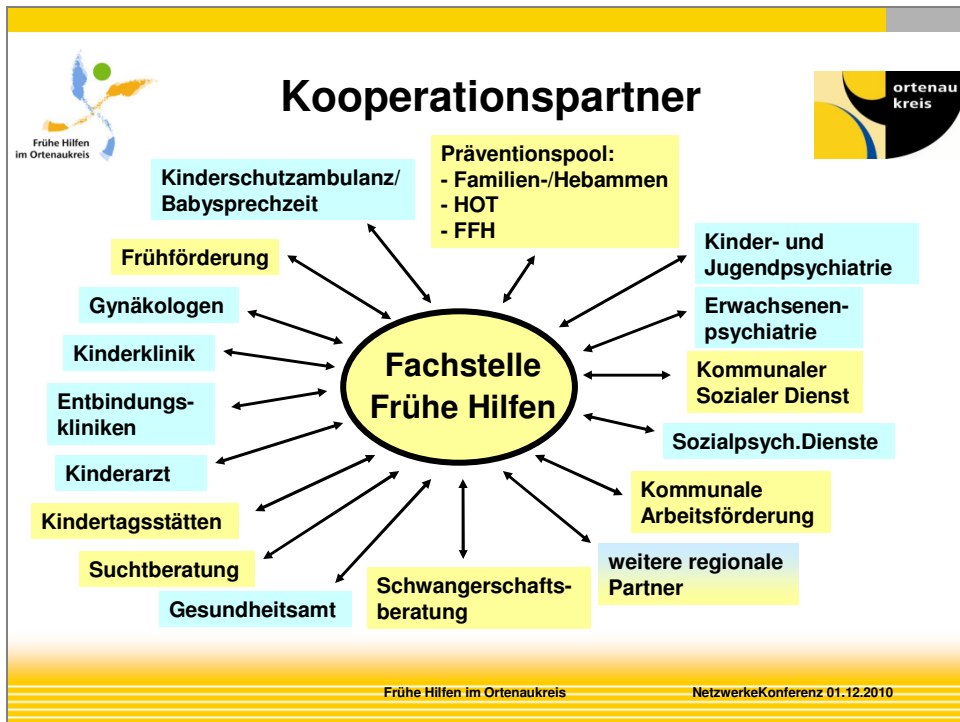 Kooperationspartner
Frühe Hilfen
im Ortenaukreis
ortenau
kreis
Präventionspool:
- Familien-/Hebammen
- HOT
- FFH
Kinderschutzambulanz/
Babysprechzeit
Frühförderung
Gynäkologen
Kinderklinik
Entbindungs-
kliniken
Kinderarzt
Kindertagsstätten
Suchtberatung
Gesundheitsamt
Fachstelle
Frühe Hilfen
Kinder- und
Jugendpsychiatrie
Erwachsenen-
psychiatrie
Kommunaler
Sozialer Dienst
Sozialpsych.Dienste
Kommunale
Arbeitsförderung
weitere regionale
Partner
Schwangerschafts-
beratung
Frühe Hilfen im Ortenaukreis
NetzwerkeKonferenz 01.12.2010